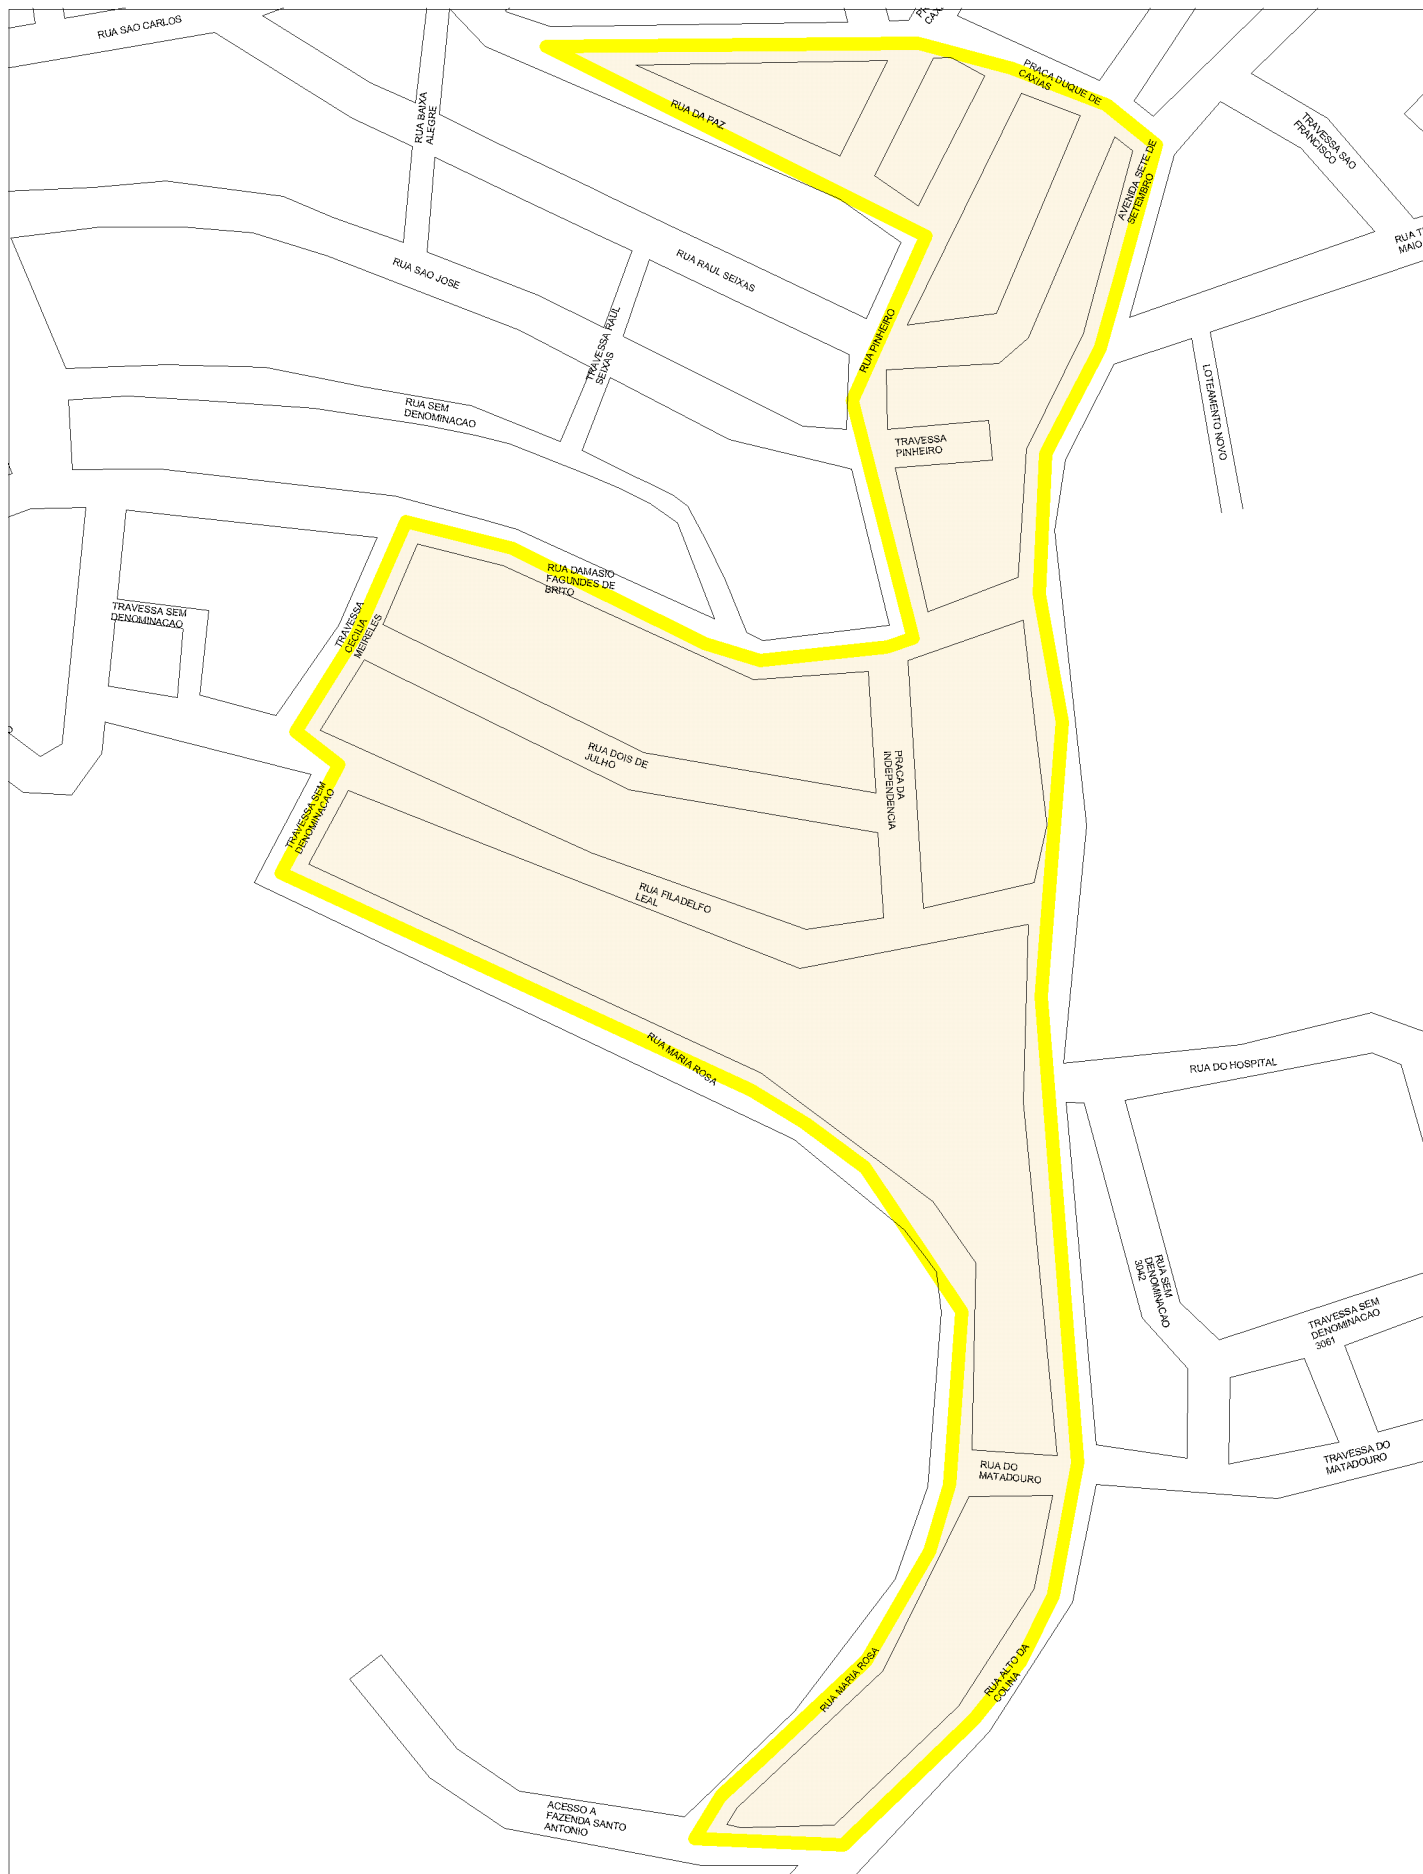 RUA SAO CARLOS
PRACA DUQUE DE
CAXIAS
RUA BAIXA
ALEGRE
RUA DA PAZ
TRAVESSA SAO
FRANCISCO
AVENIDA SETE DE
SETEMBRO
MAIO
RUA SAO JOSE
RUA RAUL SEIXAS
RUA PINHEIRO
TRAVESSA RAUL
SEIXAS
LOTEAMENTO NOVO
RUA SEM
DENOMINACAO
TRAVESSA
PINHEIRO
RUA DAMASIO
FAGUNDES DE
BRITO
TRAVESSA SEM
DENOMINACAO
TRAVESSA
CECILIA
MEIRELES
RUA DOIS DE
JULHO
PRACA DA
INDEPENDENCIA
TRAVESSA SEM
DENOMINACAO
RUA FILADELFO
LEAL
RUA MARIA ROSA
RUA DO HOSPITAL
RUA SEM
DENOMINACAO
3042
TRAVESSA SEM
DENOMINACAO
3061
RUA DO
MATADOURO
TRAVESSA DO
MATADOURO
RUA MARIA ROSA
RUA ALTO DA
COLINA
ACESSO A
FAZENDA SANTO
ANTONIO